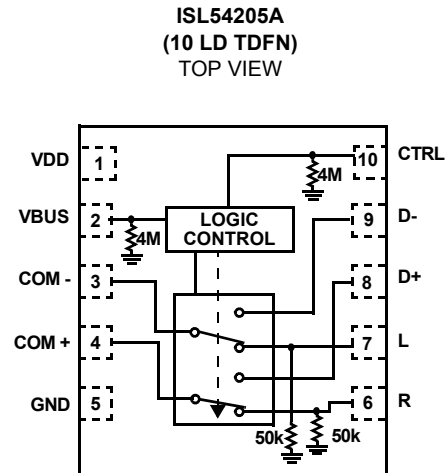 ISL54205A
(10 LD TDFN)
TOP VIEW
VDD 1
10 CTRL
4M
VBUS 2
LOGIC
CONTROL
9 D-
4M
COM - 3
8 D+
COM + 4
7 L
GND 5
6 R
50k 50k